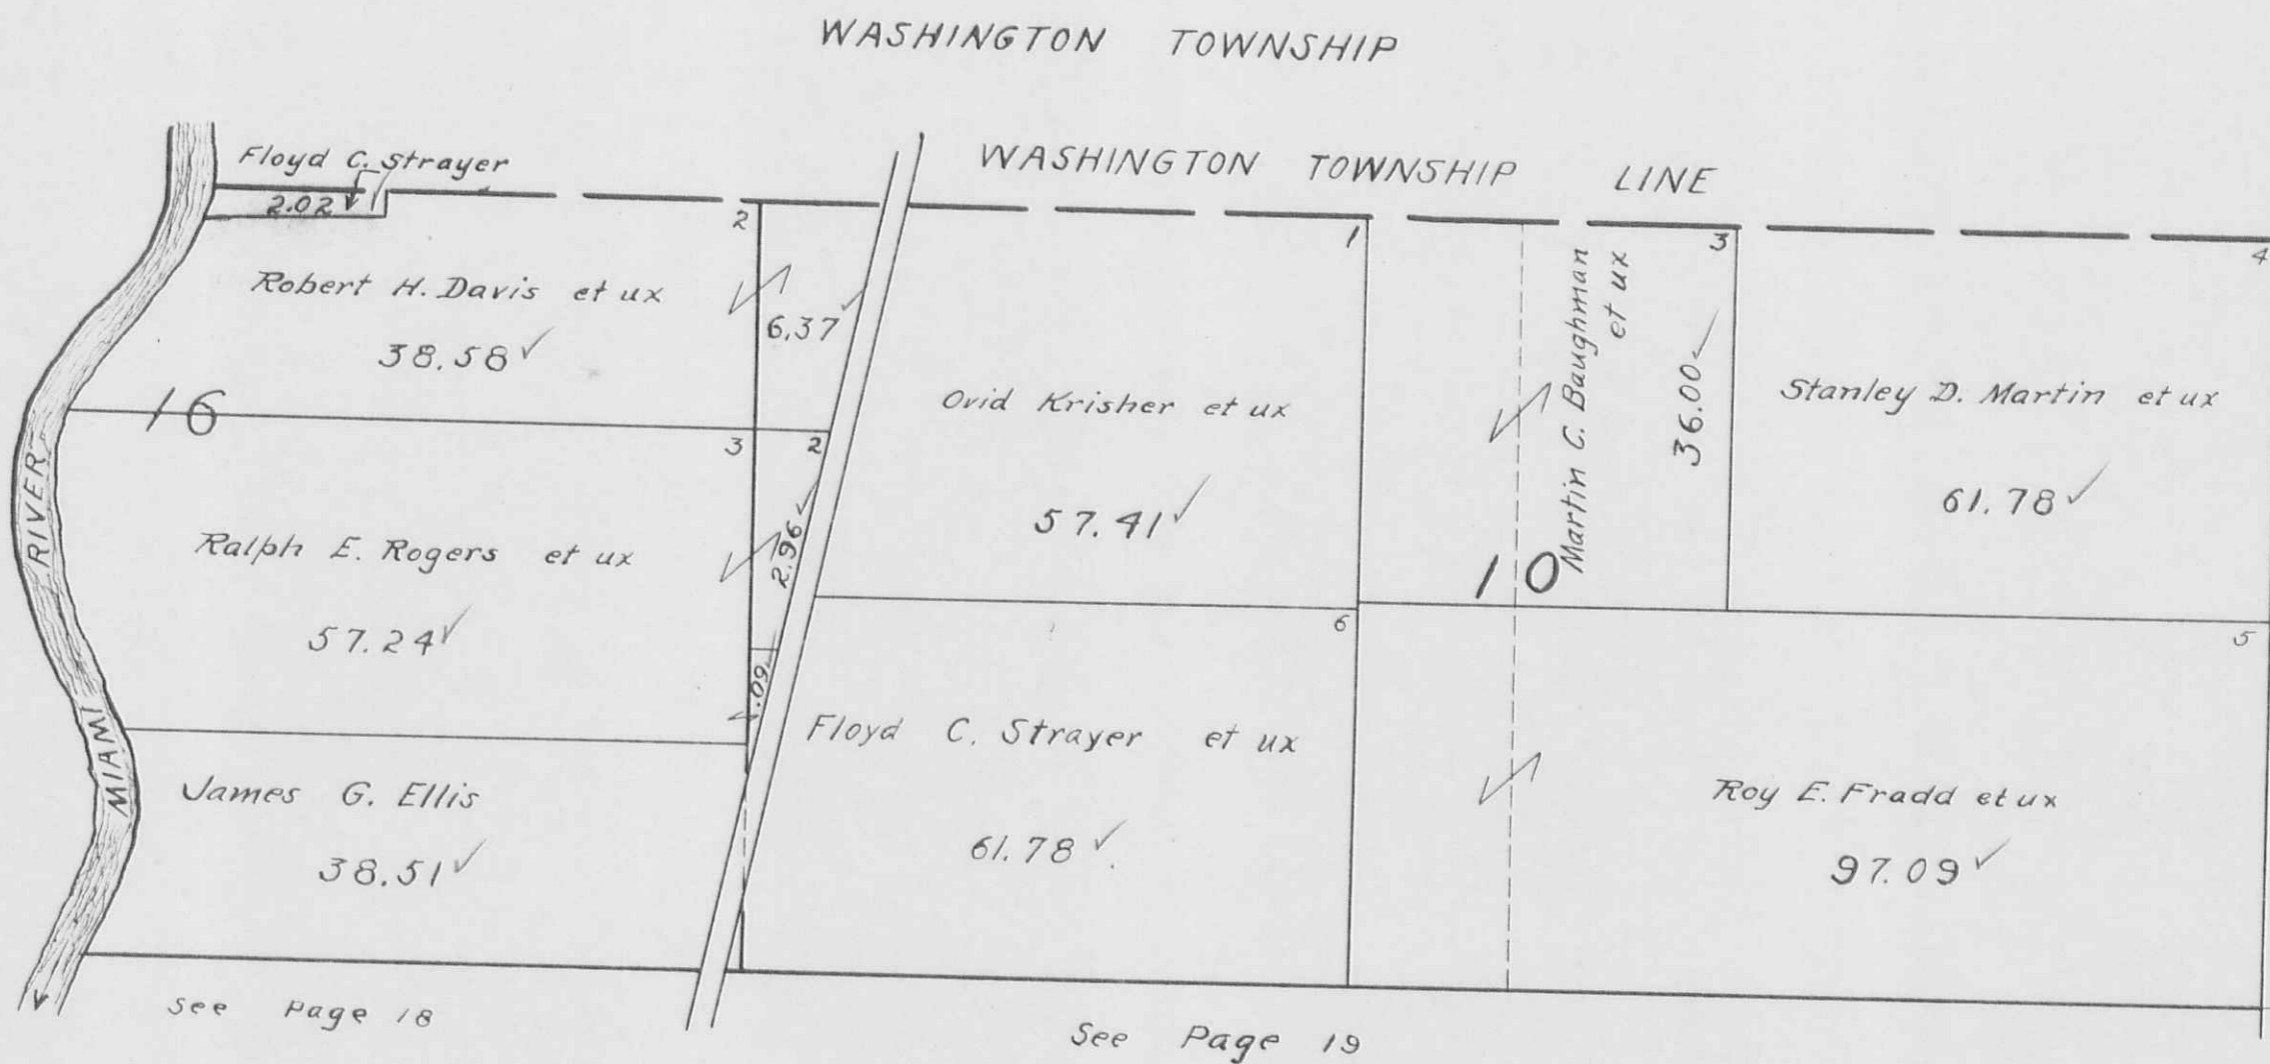 WASHINGTON TOWNSHIP
WASHINGTON TOWNSHIP LINE
Floyd C. Strayer
2.02
1
2
Robert H. Davis et ux
38.58
6.37
16
3
2
Ralph E. Rogers et ux
57.24
2.96
.09
James G. Ellis
38.51
RIVER
MIAMI
1
Ovid Krisher et ux
57.41
6
Floyd C. Strayer et ux
61.78
3
Martin C. Baughman
et ux
36.00
10
4
Stanley D. Martin et ux
61.78
5
Roy E. Fradd et ux
97.09
See Page 18
See Page 19